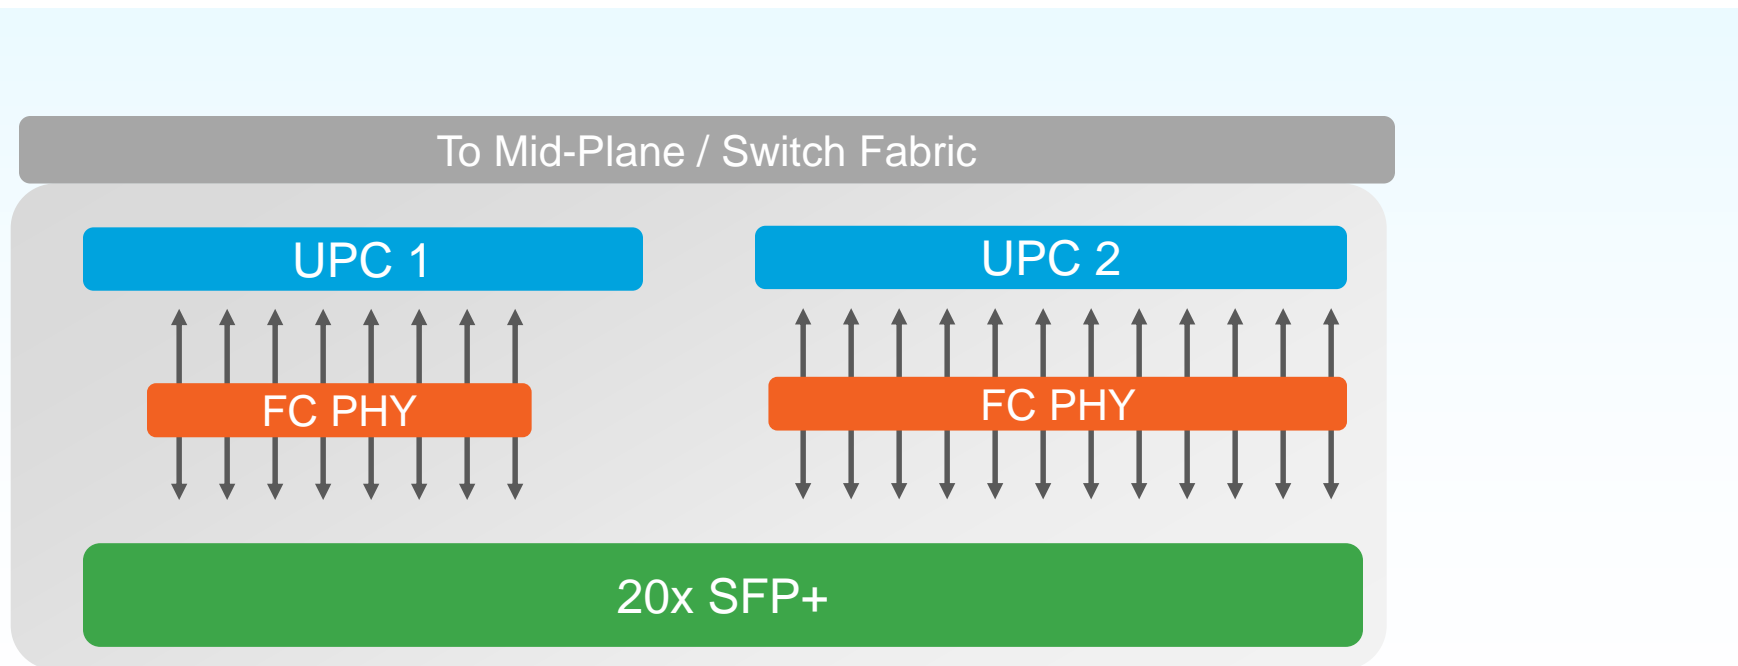 To Mid-Plane / Switch Fabric
UPC 1
UPC 2
FC PHY
FC PHY
20x SFP+